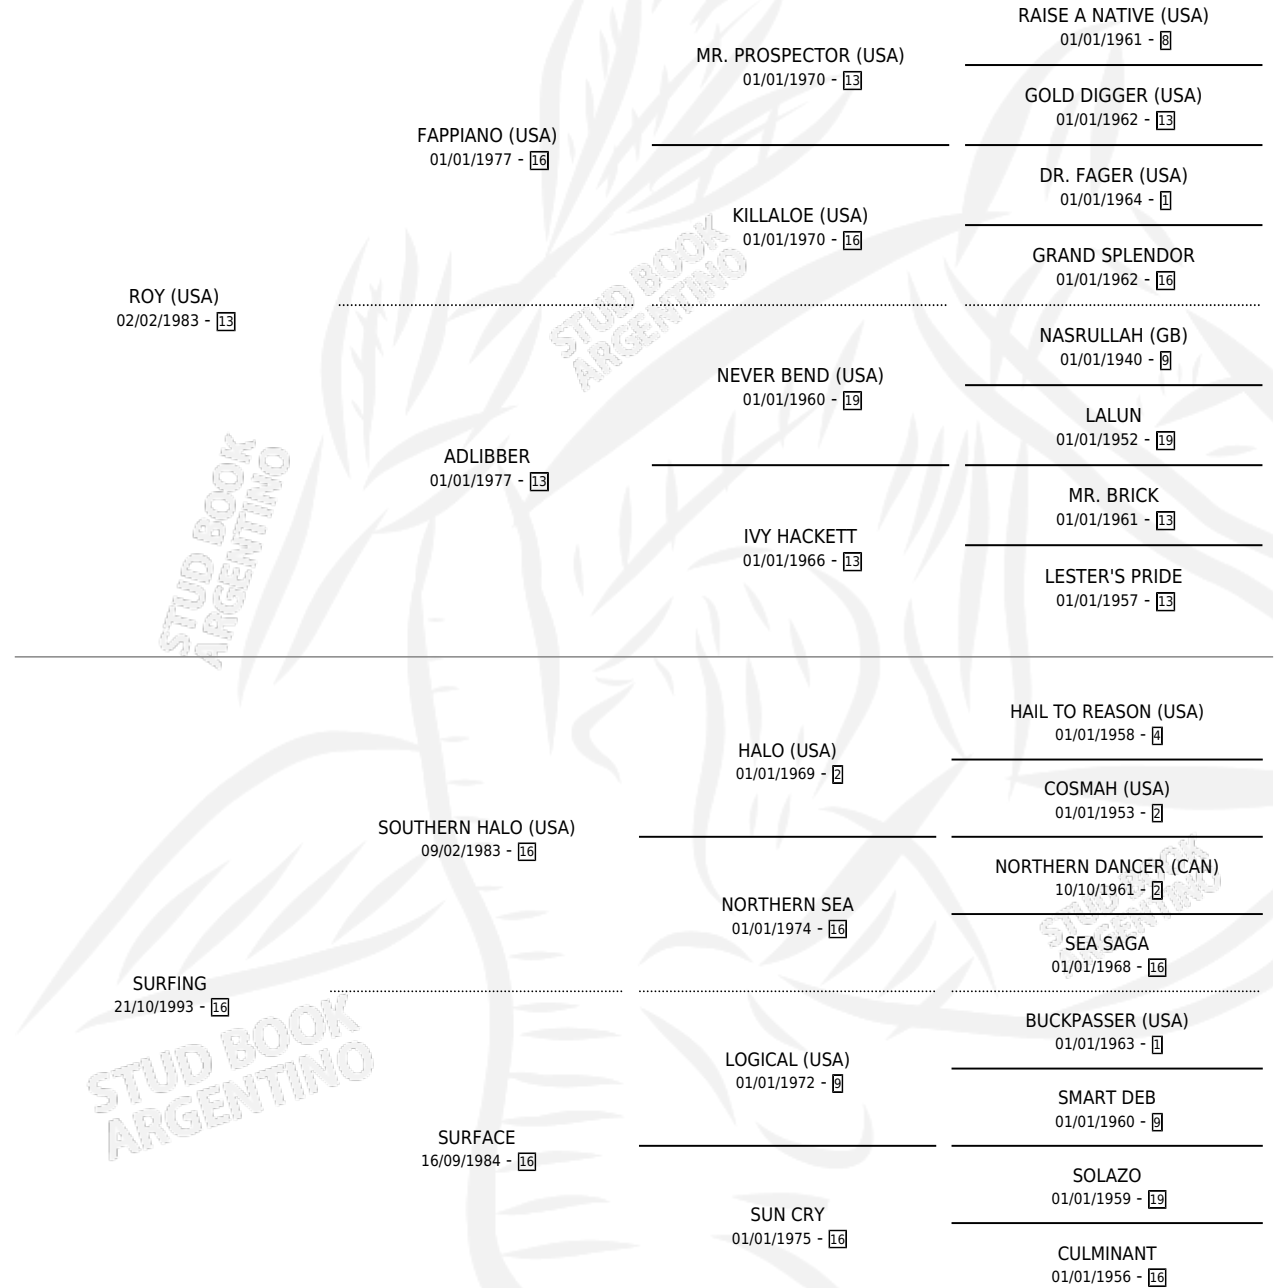 RAISE A NATIVE (USA)
01/01/1961 - 8
MR. PROSPECTOR (USA)
01/01/1970 - 13
GOLD DIGGER (USA)
01/01/1962 - 13
FAPPIANO (USA)
01/01/1977 - 16
DR. FAGER (USA)
01/01/1964 - 1
KILLALOE (USA)
01/01/1970 - 16
GRAND SPLENDOR
01/01/1962 - 16
ROY (USA)
02/02/1983 - 13
STUD BOOK
ARGENTINO
NASRULLAH (GB)
01/01/1940 - 9
NEVER BEND (USA)
01/01/1960 - 19
LALUN
01/01/1952 - 19
ADLIBBER
01/01/1977 - 13
STUD BOOK
ARGENTINO
MR. BRICK
01/01/1961 - 13
IVY HACKETT
01/01/1966 - 13
LESTER'S PRIDE
01/01/1957 - 13
HAIL TO REASON (USA)
01/01/1958 - 4
HALO (USA)
01/01/1969 - 2
COSMAH (USA)
01/01/1953 - 2
SOUTHERN HALO (USA)
09/02/1983 - 16
NORTHERN DANCER (CAN)
10/10/1961 - 2
STUD BOOK
ARGENTINO
NORTHERN SEA
01/01/1974 - 16
SEA SAGA
01/01/1968 - 16
SURFING
21/10/1993 - 16
STUD BOOK
ARGENTINO
BUCKPASSER (USA)
01/01/1963 - 1
LOGICAL (USA)
01/01/1972 - 9
SMART DEB
01/01/1960 - 9
SURFACE
16/09/1984 - 16
SOLAZO
01/01/1959 - 19
SUN CRY
01/01/1975 - 16
CULMINANT
01/01/1956 - 16